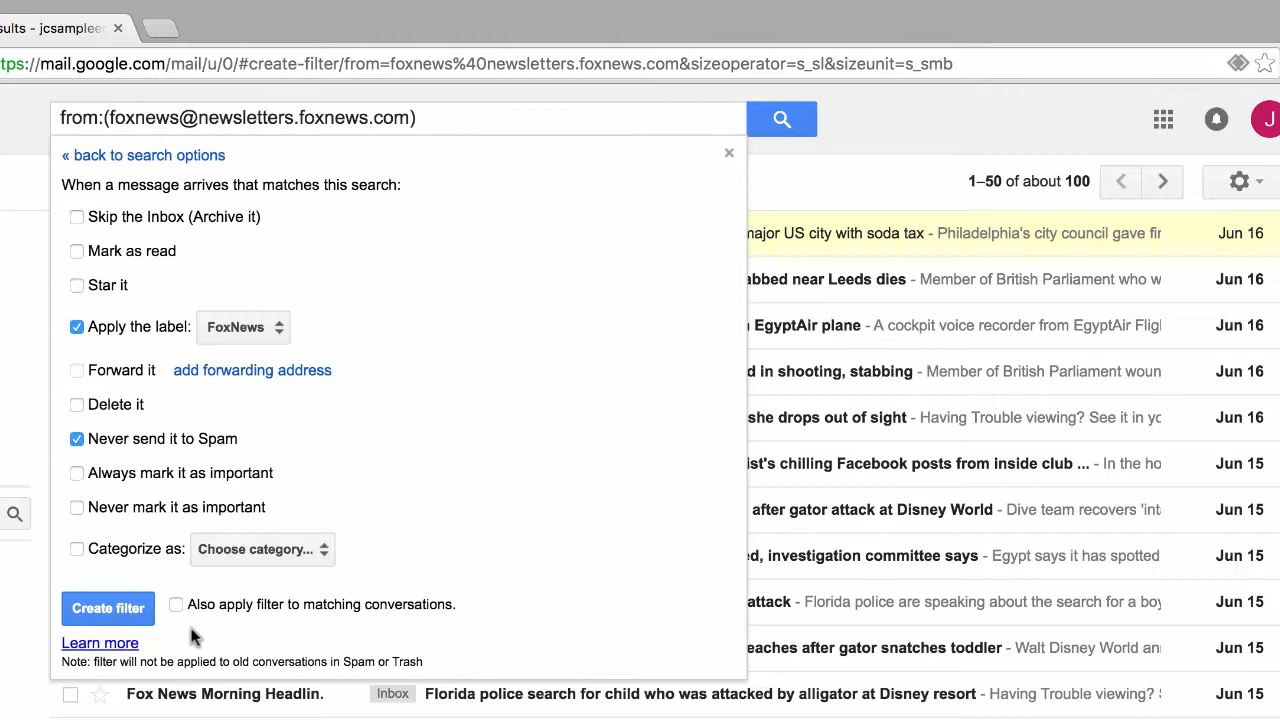 sults - jcsampleer
tps://mail.google.com/mail/u/0/#create-filter/from=foxnews%40newsletters.foxnews.com&sizeoperator=s_sl&sizeunit=s_smb
from:(foxnews@newsletters.foxnews.com)
J
« back to search options
When a message arrives that matches this search:
1–50 of about 100
Skip the Inbox (Archive it)
major US city with soda tax - Philadelphia's city council gave fir Jun 16
Mark as read
Star it
abbed near Leeds dies - Member of British Parliament who w Jun 16
Apply the label: FoxNews
EgyptAir plane - A cockpit voice recorder from EgyptAir Flig Jun 16
Forward it add forwarding address
d in shooting, stabbing - Member of British Parliament woun Jun 16
Delete it
she drops out of sight - Having Trouble viewing? See it in yo Jun 16
Never send it to Spam
ist's chilling Facebook posts from inside club ... - In the ho Jun 15
Always mark it as important
Never mark it as important
after gator attack at Disney World - Dive team recovers 'inta Jun 15
Categorize as: Choose category...
ed, investigation committee says - Egypt says it has spotted Jun 15
Create filter Also apply filter to matching conversations.
attack - Florida police are speaking about the search for a boy Jun 15
Learn more
eaches after gator snatches toddler - Walt Disney World an Jun 15
Note: filter will not be applied to old conversations in Spam or Trash
Fox News Morning Headlin. Inbox Florida police search for child who was attacked by alligator at Disney resort - Having Trouble viewing? Jun 15